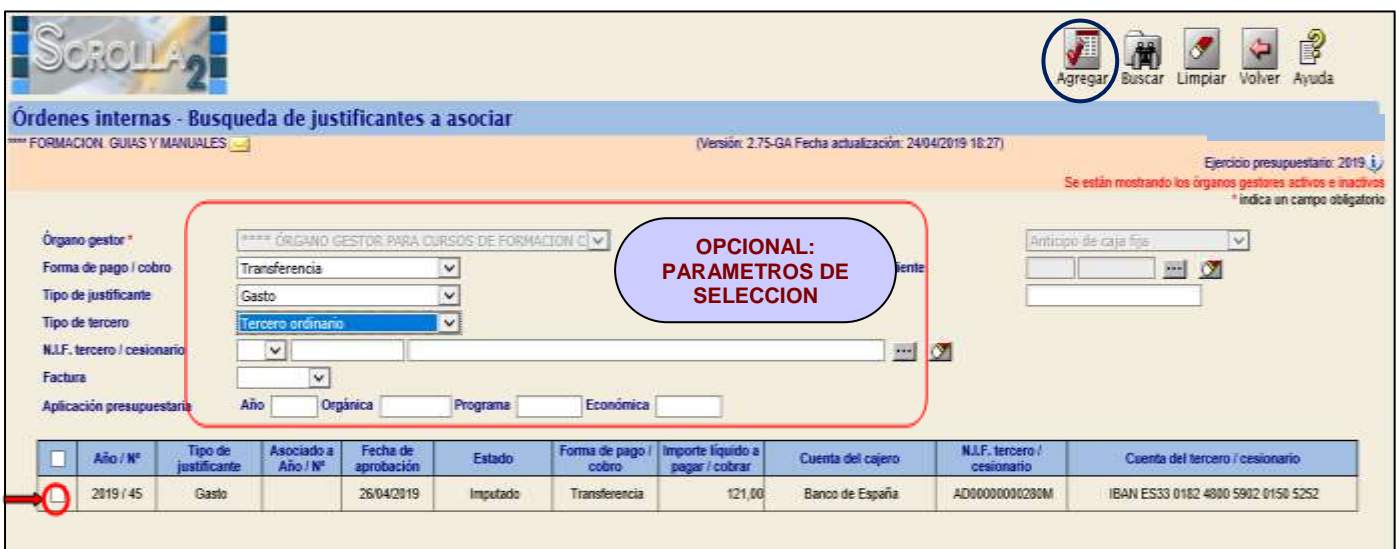 SOROLLA2
Agregar Buscar Limpiar Volver Ayuda
Órdenes internas - Busqueda de justificantes a asociar
**** FORMACION. GUIAS Y MANUALES (Versión: 2.75-GA Fecha actualización: 24/04/2019 18:27)
Ejercicio presupuestario: 2019
Se están mostrando los órganos gestores activos e inactivos
* indica un campo obligatorio
Órgano gestor * **** ÓRGANO GESTOR PARA CURSOS DE FORMACION C Anticipo de caja fija
Forma de pago / cobro Transferencia
Tipo de justificante Gasto
Tipo de tercero Tercero ordinario
OPCIONAL:
PARAMETROS DE
SELECCION
N.I.F. tercero / cesionario
Factura
Aplicación presupuestaria Año Orgánica Programa Económica
Año / Nº Tipo de justificante Asociado a Año / Nº Fecha de aprobación Estado Forma de pago / cobro Importe líquido a pagar / cobrar Cuenta del cajero N.I.F. tercero / cesionario Cuenta del tercero / cesionario
2019 / 45 Gasto 26/04/2019 Imputado Transferencia 121,00 Banco de España AD00000000280M IBAN ES33 0182 4800 5902 0150 5252